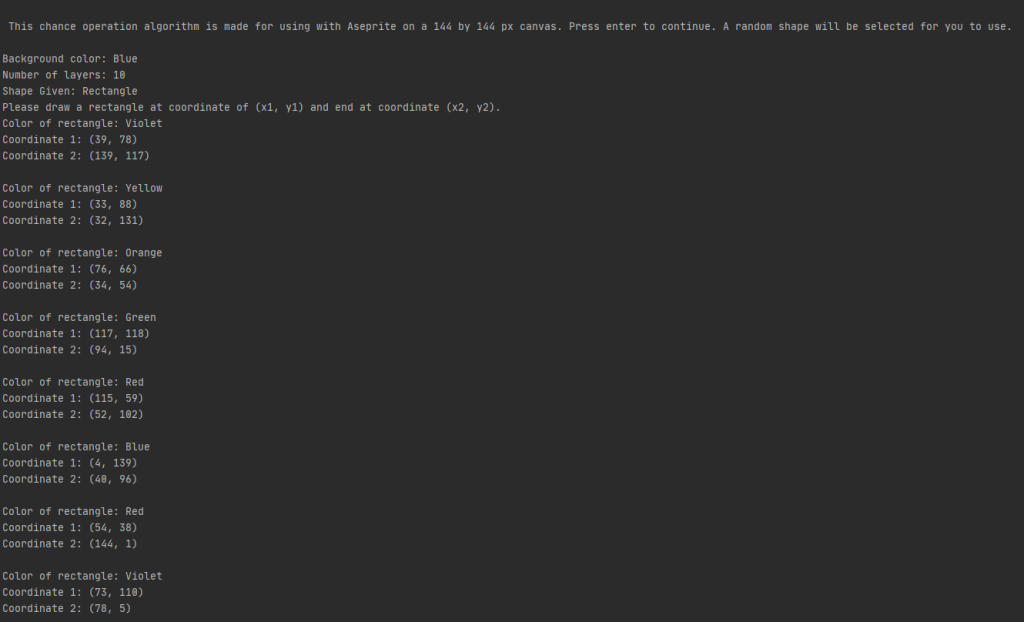 This chance operation algorithm is made for using with Aseprite on a 144 by 144 px canvas. Press enter to continue. A random shape will be selected for you to use.
Background color: Blue
Number of layers: 10
Shape Given: Rectangle
Please draw a rectangle at coordinate of (x1, y1) and end at coordinate (x2, y2).
Color of rectangle: Violet
Coordinate 1: (39, 78)
Coordinate 2: (139, 117)
Color of rectangle: Yellow
Coordinate 1: (33, 88)
Coordinate 2: (32, 131)
Color of rectangle: Orange
Coordinate 1: (76, 66)
Coordinate 2: (34, 54)
Color of rectangle: Green
Coordinate 1: (117, 118)
Coordinate 2: (94, 15)
Color of rectangle: Red
Coordinate 1: (115, 59)
Coordinate 2: (52, 102)
Color of rectangle: Blue
Coordinate 1: (4, 139)
Coordinate 2: (40, 96)
Color of rectangle: Red
Coordinate 1: (54, 38)
Coordinate 2: (144, 1)
Color of rectangle: Violet
Coordinate 1: (73, 110)
Coordinate 2: (78, 5)